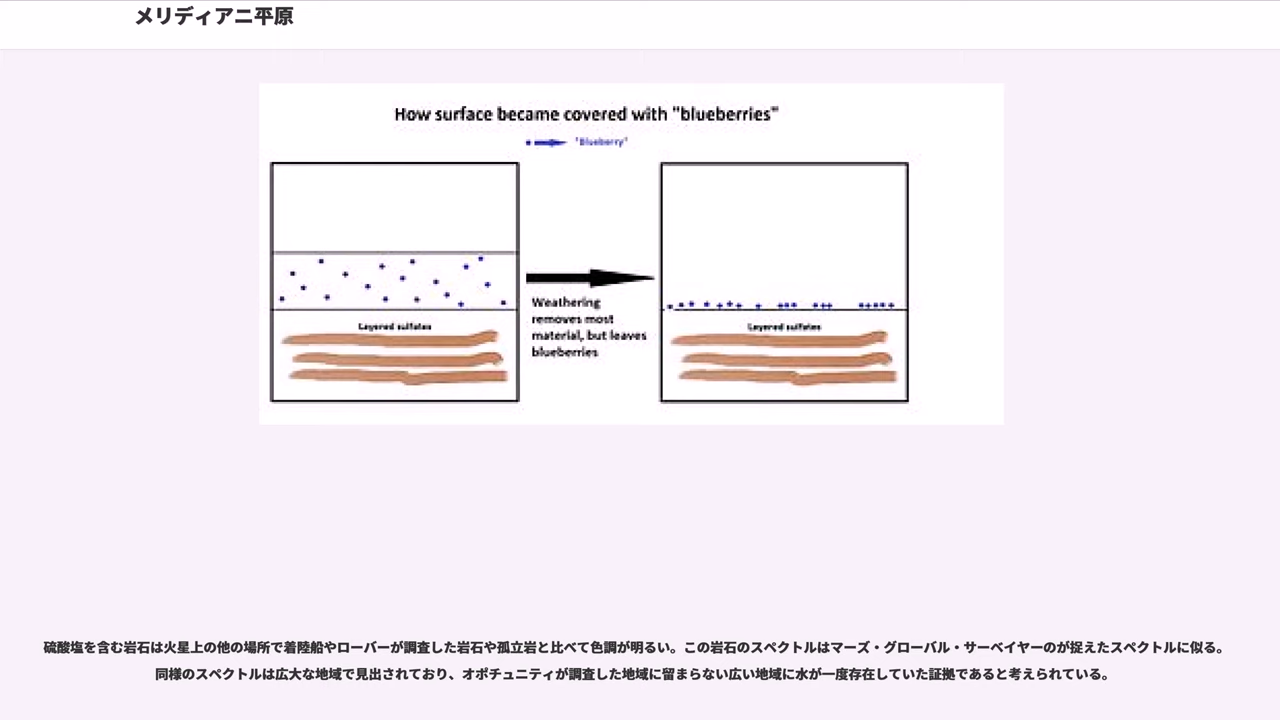 メリディアニ平原
How surface became covered with "blueberries"
"Blueberry"
Weathering
removes most
material, but leaves
blueberries
Layered sulfates
Layered sulfates
硫酸塩を含む岩石は火星上の他の場所で着陸船やローバーが調査した岩石や孤立岩と比べて色調が明るい。この岩石のスペクトルはマーズ・グローバル・サーベイヤーのが捉えたスペクトルに似る。
同様のスペクトルは広大な地域で見出されており、オポチュニティが調査した地域に留まらない広い地域に水が一度存在していた証拠であると考えられている。